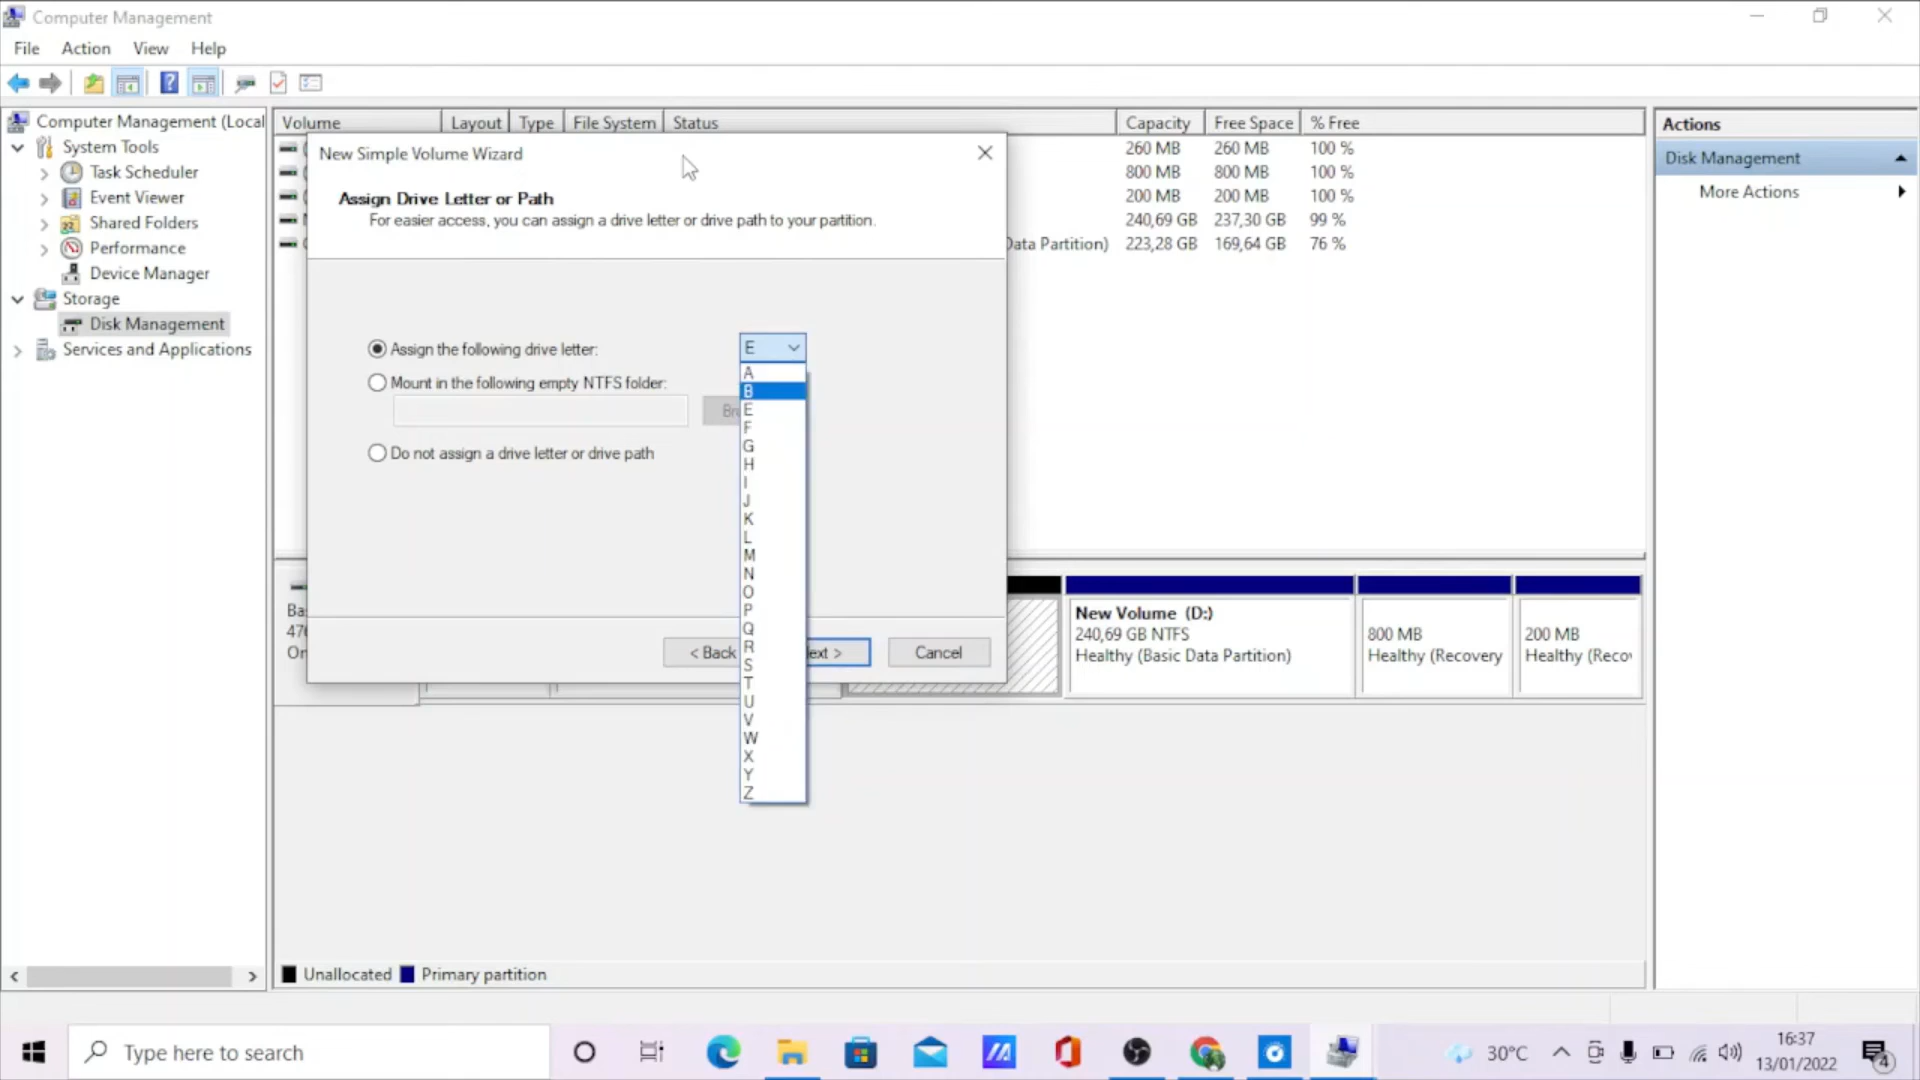 Computer Management
File Action View Help
Computer Management (Local
System Tools
Task Scheduler
Event Viewer
Shared Folders
Performance
Device Manager
Storage
Disk Management
Services and Applications
Volume Layout Type File System Status Capacity Free Space % Free
260 MB 260 MB 100 %
800 MB 800 MB 100 %
200 MB 200 MB 100 %
240,69 GB 237,30 GB 99 %
Data Partition) 223,28 GB 169,64 GB 76 %
New Simple Volume Wizard
Assign Drive Letter or Path
For easier access, you can assign a drive letter or drive path to your partition.
Assign the following drive letter: E
Mount in the following empty NTFS folder:
Do not assign a drive letter or drive path
A
B
E
F
G
H
I
J
K
L
M
N
O
P
Q
R
S
T
U
V
W
X
Y
Z
< Back ext > Cancel
New Volume (D:)
240,69 GB NTFS
Healthy (Basic Data Partition)
800 MB
Healthy (Recovery
200 MB
Healthy (Reco
Unallocated Primary partition
Actions
Disk Management
More Actions
Type here to search
30°C
16:37
13/01/2022
4